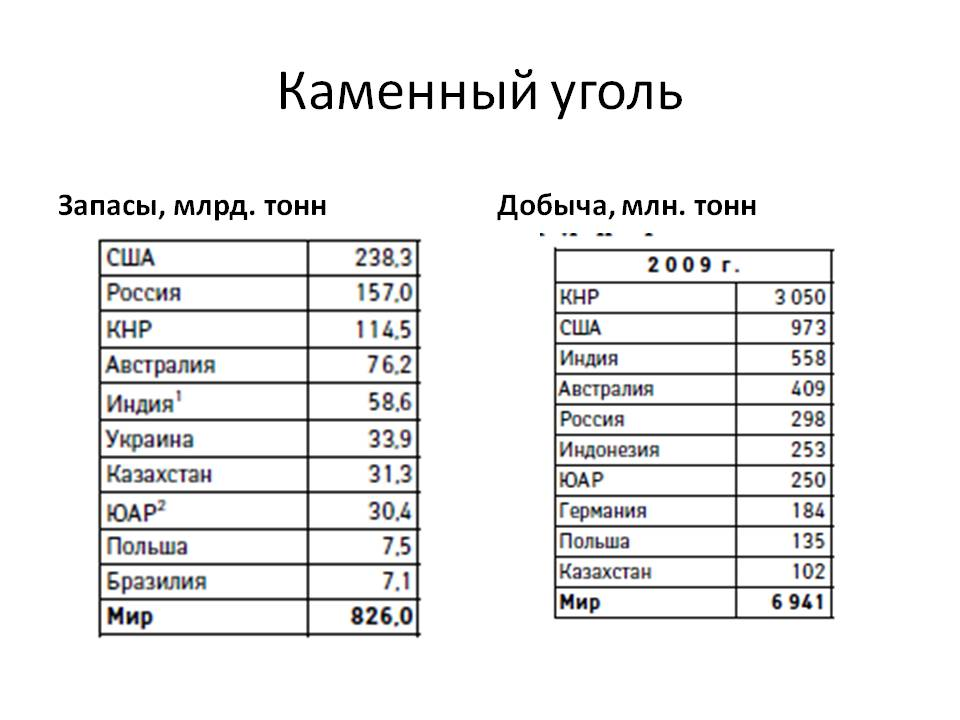 Каменный уголь
Запасы, млрд. тонн
США 238,3
Россия 157,0
КНР 114,5
Австралия 76,2
Индия¹ 58,6
Украина 33,9
Казахстан 31,3
ЮАР² 30,4
Польша 7,5
Бразилия 7,1
Мир 826,0
Добыча, млн. тонн
2009 г.
КНР 3 050
США 973
Индия 558
Австралия 409
Россия 298
Индонезия 253
ЮАР 250
Германия 184
Польша 135
Казахстан 102
Мир 6 941